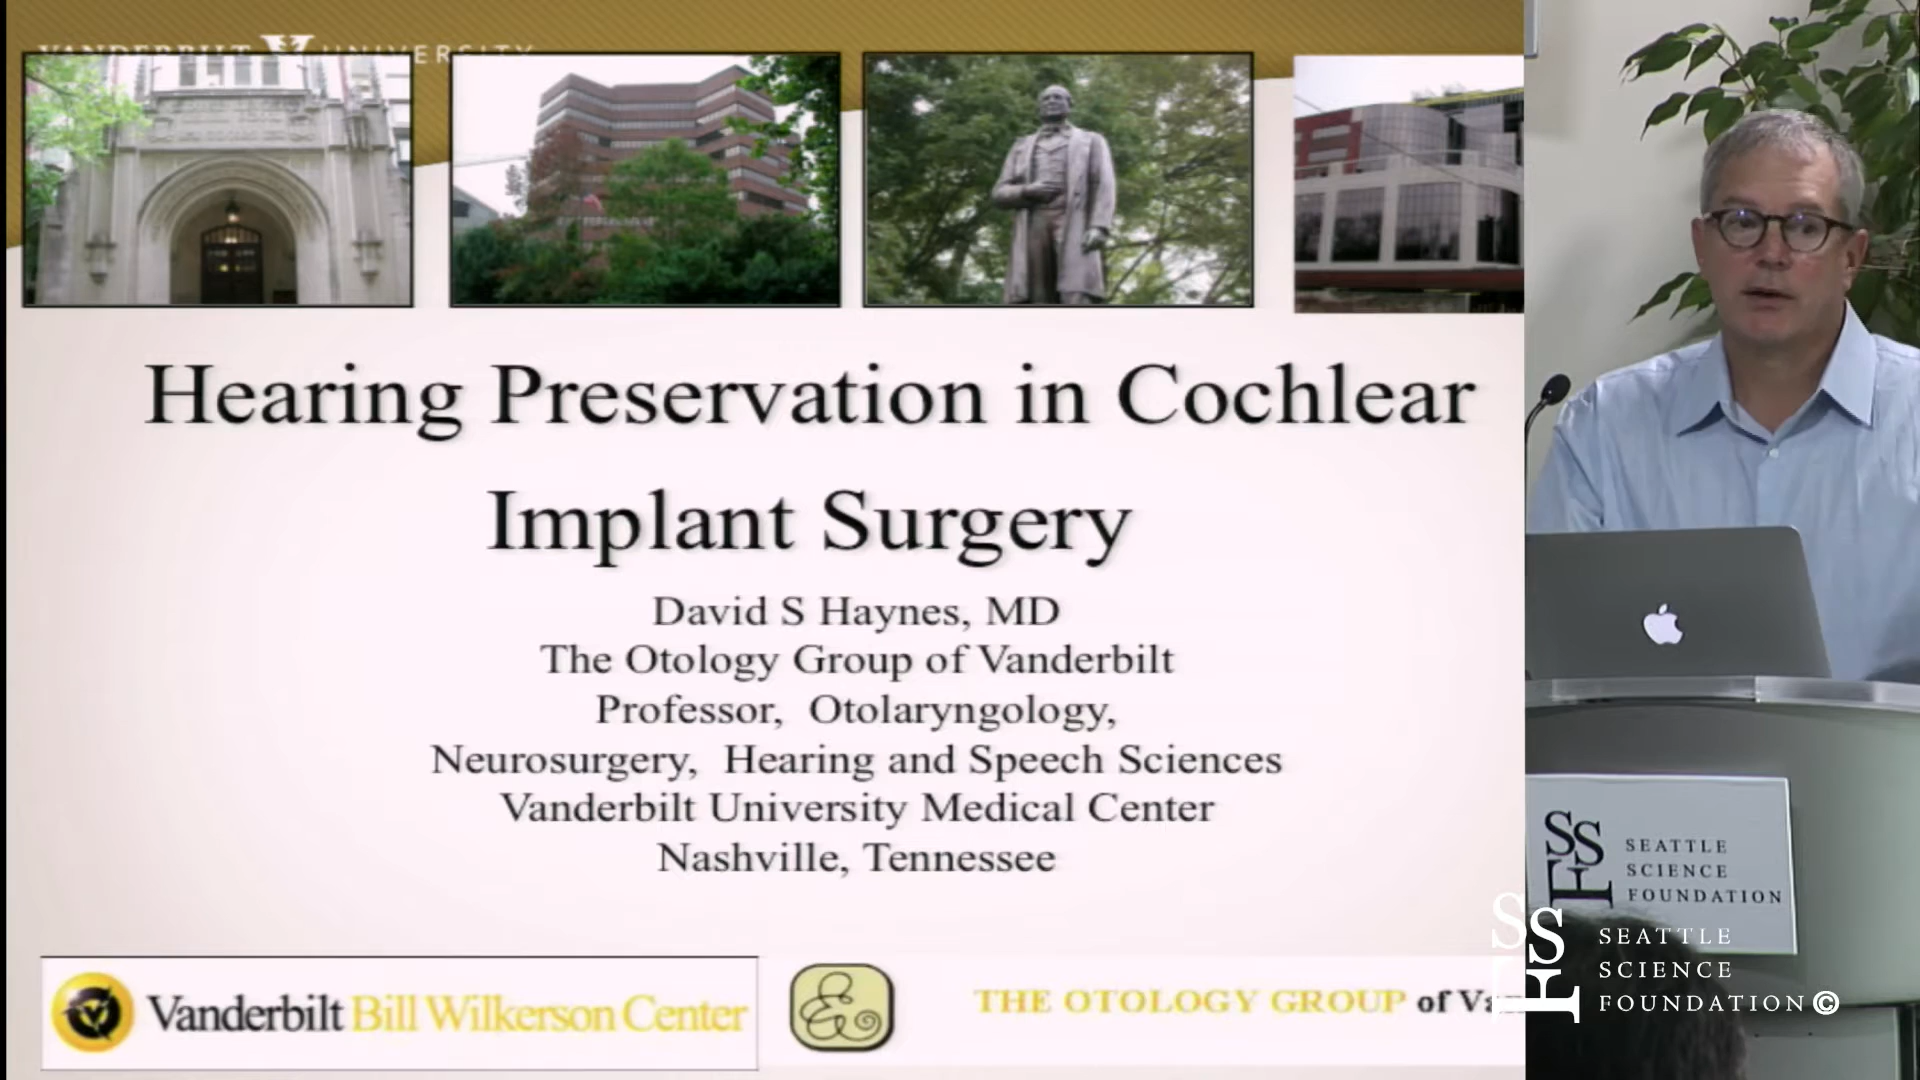 VANDERBILT UNIVERSITY
Hearing Preservation in Cochlear
Implant Surgery
David S Haynes, MD
The Otology Group of Vanderbilt
Professor, Otolaryngology,
Neurosurgery, Hearing and Speech Sciences
Vanderbilt University Medical Center
Nashville, Tennessee
Vanderbilt Bill Wilkerson Center
THE OTOLOGY GROUP of Va
SSF
SEATTLE
SCIENCE
FOUNDATION
SSF
SEATTLE
SCIENCE
FOUNDATION©